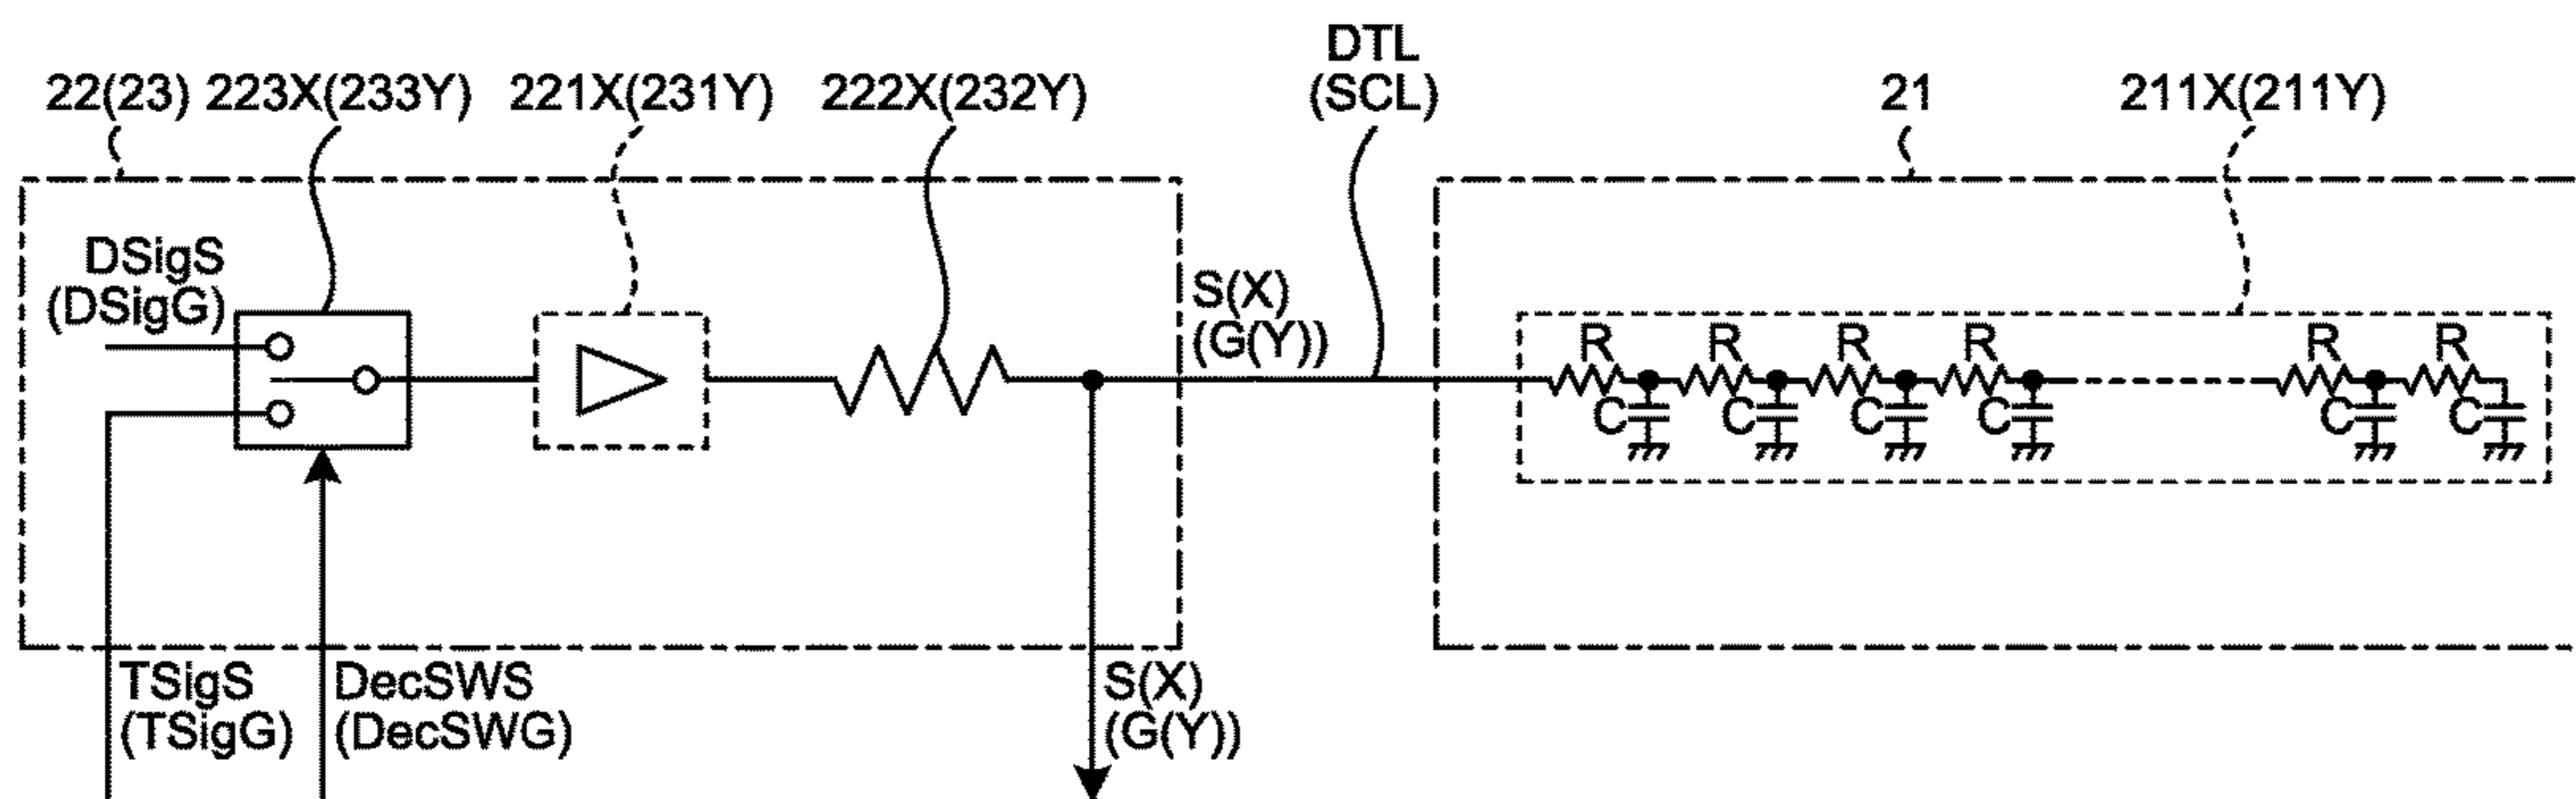 DTL
22(23) 223X(233Y) 221X(231Y) 222X(232Y) (SCL) 21 211X(211Y)
DSigS
(DSigG)
S(X)
(G(Y))
R R R R R R
C C C C C C
TSigS
(TSigG)
DecSWS
(DecSWG)
S(X)
(G(Y))